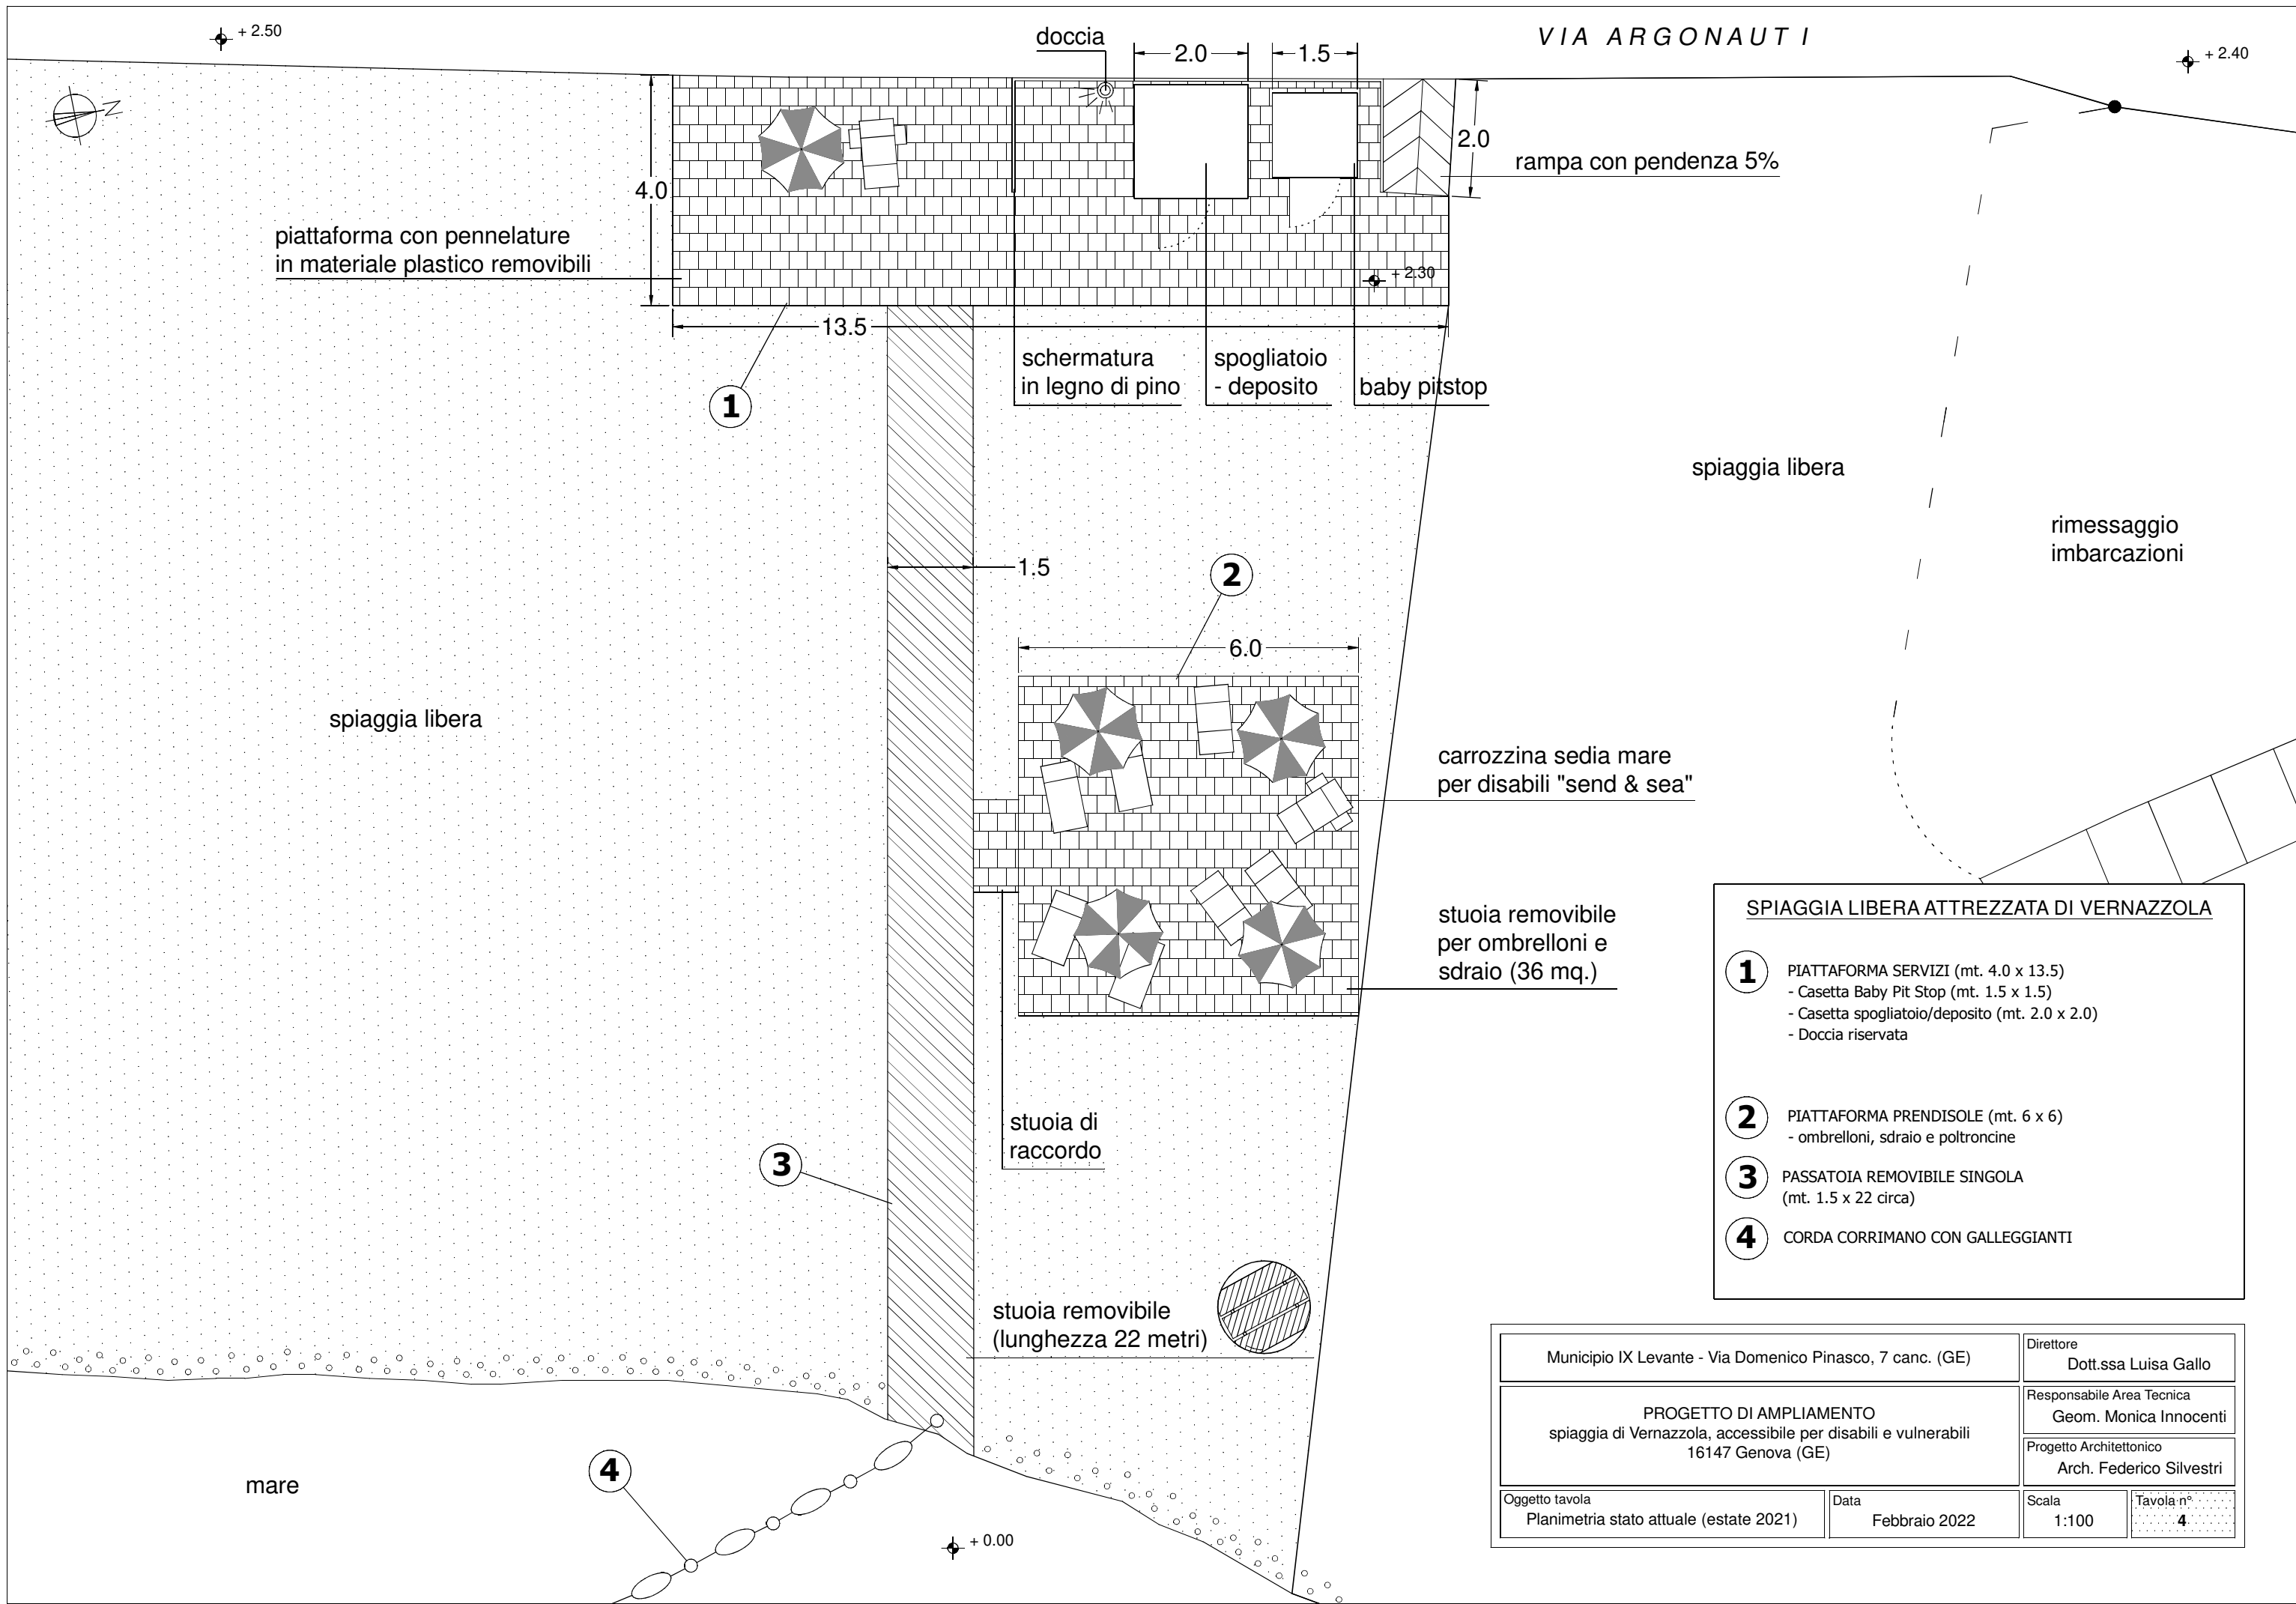 + 2.50
doccia
2.0
1.5
VIA ARGONAUTI
+ 2.40
N
4.0
2.0
rampa con pendenza 5%
piattaforma con pennelature
in materiale plastico removibili
+ 2.30
13.5
schermatura
in legno di pino
spogliatoio
- deposito
baby pitstop
1
spiaggia libera
rimessaggio
imbarcazioni
1.5
2
6.0
spiaggia libera
carrozzina sedia mare
per disabili "send & sea"
stuoia removibile
per ombrelloni e
sdraio (36 mq.)
stuoia di
raccordo
3
stuoia removibile
(lunghezza 22 metri)
4
mare
+ 0.00
SPIAGGIA LIBERA ATTREZZATA DI VERNAZZOLA
1
PIATTAFORMA SERVIZI (mt. 4.0 x 13.5)
- Casetta Baby Pit Stop (mt. 1.5 x 1.5)
- Casetta spogliatoio/deposito (mt. 2.0 x 2.0)
- Doccia riservata
2
PIATTAFORMA PRENDISOLE (mt. 6 x 6)
- ombrelloni, sdraio e poltroncine
3
PASSATOIA REMOVIBILE SINGOLA
(mt. 1.5 x 22 circa)
4
CORDA CORRIMANO CON GALLEGGIANTI
Municipio IX Levante - Via Domenico Pinasco, 7 canc. (GE)
Direttore
Dott.ssa Luisa Gallo
PROGETTO DI AMPLIAMENTO
spiaggia di Vernazzola, accessibile per disabili e vulnerabili
16147 Genova (GE)
Responsabile Area Tecnica
Geom. Monica Innocenti
Progetto Architettonico
Arch. Federico Silvestri
Oggetto tavola
Planimetria stato attuale (estate 2021)
Data
Febbraio 2022
Scala
1:100
Tavola n°
4